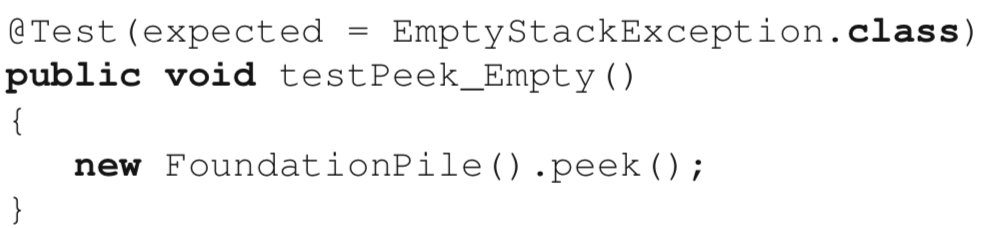 @Test(expected = EmptyStackException.class)
public void testPeek_Empty()
{
   new FoundationPile().peek();
}